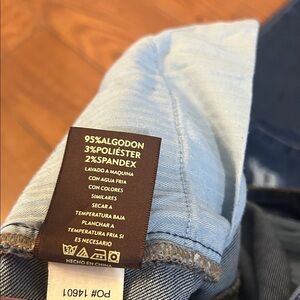 95%ALGODON
3%POLIÉSTER
2%SPANDEX
LAVADO A MAQUINA
CON AGUA FRIA
CON COLORES
SIMILARES
SECAR A
TEMPERATURA BAJA
PLANCHAR A
TEMPERATURA FRIA SI
ES NECESARIO
HECHO EN CHINA
PO# 14601